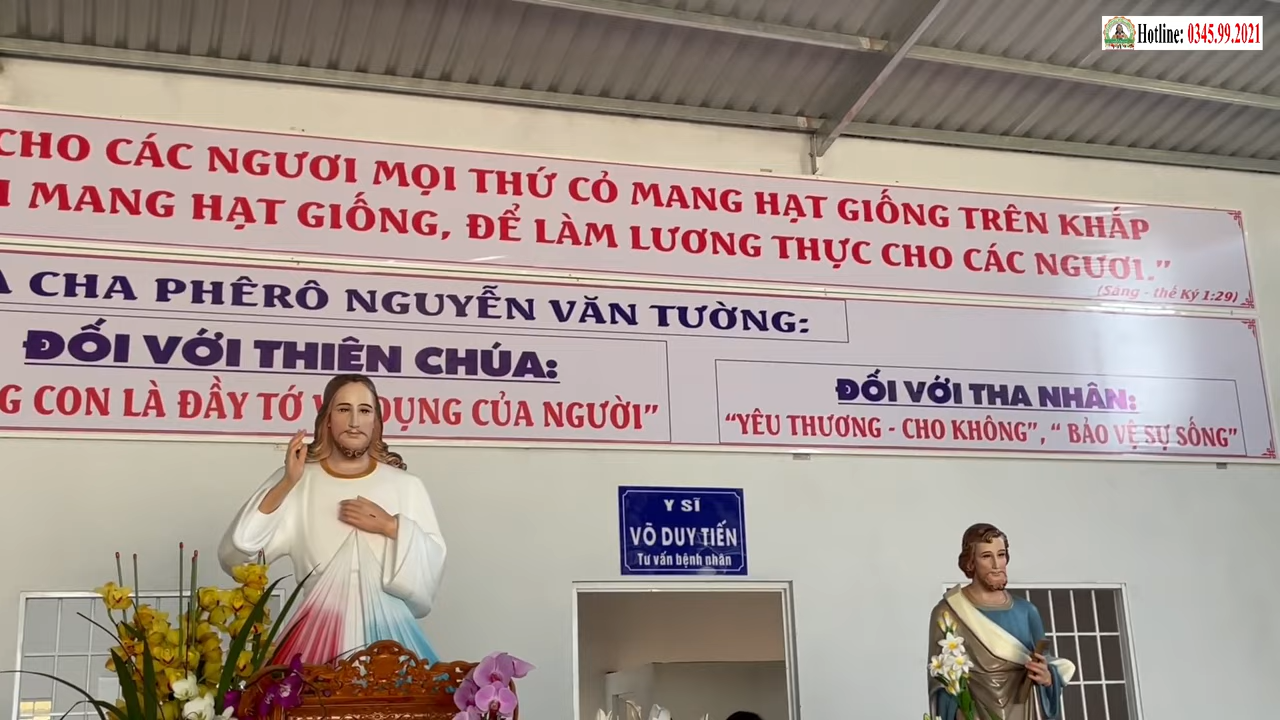 Hotline: 0345.99.2021
CHO CÁC NGƯƠI MỌI THỨ CỎ MANG HẠT GIỐNG TRÊN KHẮP
MANG HẠT GIỐNG, ĐỂ LÀM LƯƠNG THỰC CHO CÁC NGƯƠI."
(Sáng - thế Ký 1:29)
CHA PHÊRÔ NGUYỄN VĂN TƯỜNG:
ĐỐI VỚI THIÊN CHÚA:
CON LÀ ĐẦY TỚ DỤNG CỦA NGƯỜI"
ĐỐI VỚI THA NHÂN:
"YÊU THƯƠNG - CHO KHÔNG", " BẢO VỆ SỰ SỐNG"
Y SĨ
VÕ DUY TIẾN
Tư vấn bệnh nhân